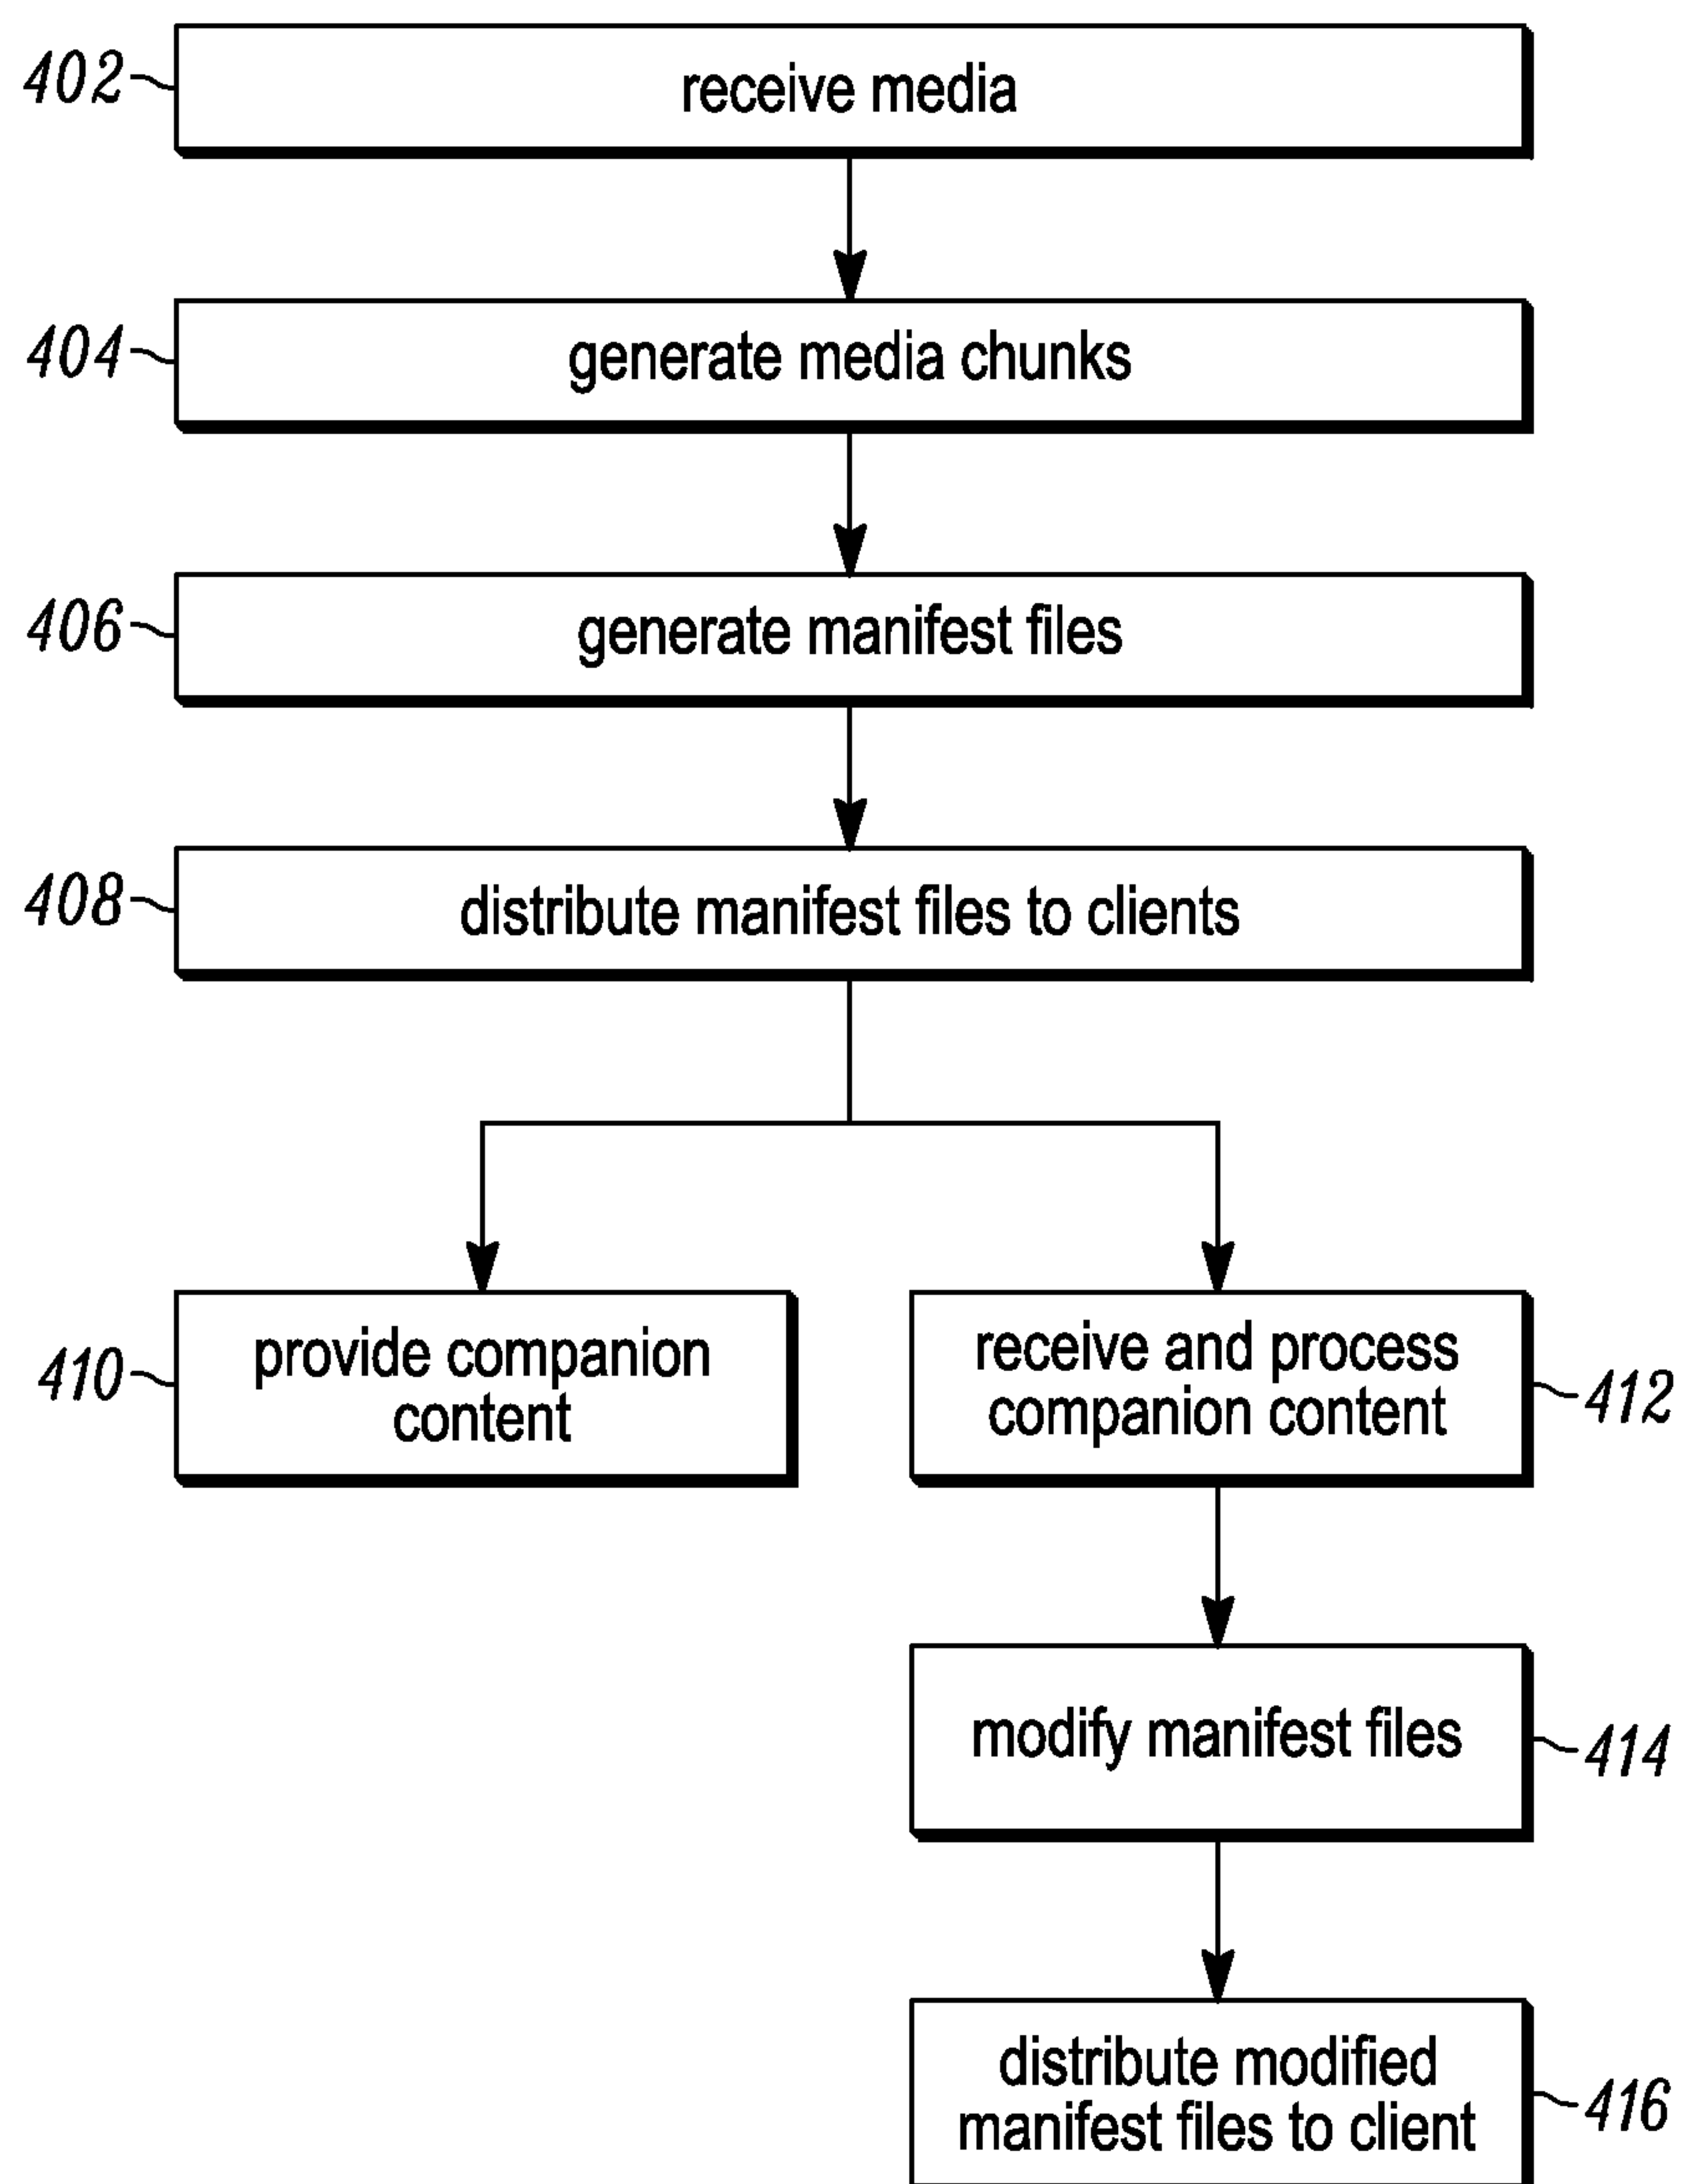 402
receive media
404
generate media chunks
406
generate manifest files
408
distribute manifest files to clients
410
provide companion
content
receive and process
companion content
412
modify manifest files
414
distribute modified
manifest files to client
416